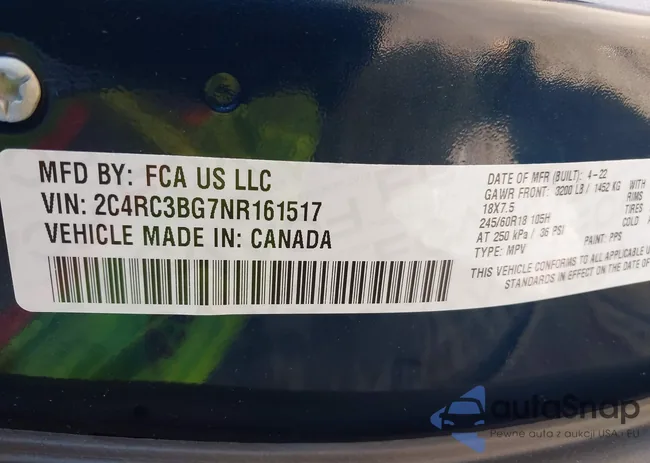 MFD BY: FCA US LLC
VIN: 2C4RC3BG7NR161517
VEHICLE MADE IN: CANADA
DATE OF MFR (BUILT): 4-22
GAWR FRONT: 3200 LB / 1452 KG WITH
18X7.5 RIMS
245/60R18 105H TIRES
AT 250 kPa / 36 PSI COLD
TYPE: MPV PAINT: PPS
THIS VEHICLE CONFORMS TO ALL APPLICABLE
STANDARDS IN EFFECT ON THE DATE OF
autaSnap
Pewne auta z aukcji USA i EU